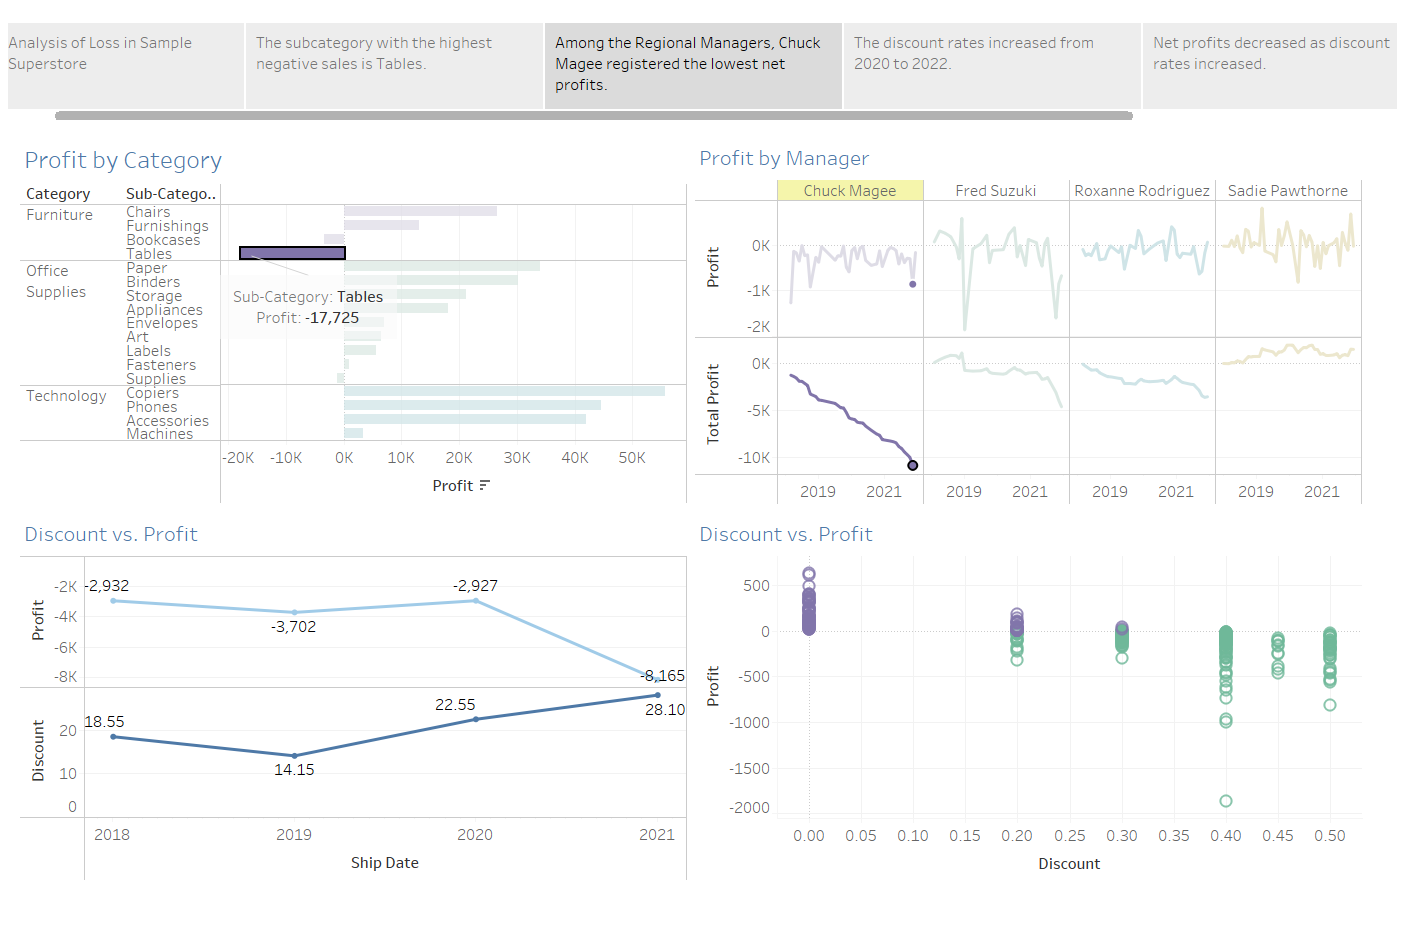 Analysis of Loss in Sample
Superstore
The subcategory with the highest
negative sales is Tables.
Among the Regional Managers, Chuck
Magee registered the lowest net
profits.
The discount rates increased from
2020 to 2022.
Net profits decreased as discount
rates increased.
Profit by Category
Category Sub-Catego..
Furniture
Chairs
Furnishings
Bookcases
Tables
Office
Supplies
Paper
Binders
Storage
Appliances
Envelopes
Art
Labels
Fasteners
Supplies
Technology
Copiers
Phones
Accessories
Machines
Sub-Category: Tables
Profit: -17,725
-20K -10K 0K 10K 20K 30K 40K 50K
Profit
Profit by Manager
Chuck Magee Fred Suzuki Roxanne Rodriguez Sadie Pawthorne
Profit
0K
-1K
-2K
Total Profit
0K
-5K
-10K
2019 2021 2019 2021 2019 2021 2019 2021
Discount vs. Profit
Profit
-2K
-4K
-6K
-8K
-2,932
-3,702
-2,927
-8,165
Discount
20
10
0
18.55
14.15
22.55
28.10
2018 2019 2020 2021
Ship Date
Discount vs. Profit
Profit
500
0
-500
-1000
-1500
-2000
0.00 0.05 0.10 0.15 0.20 0.25 0.30 0.35 0.40 0.45 0.50
Discount